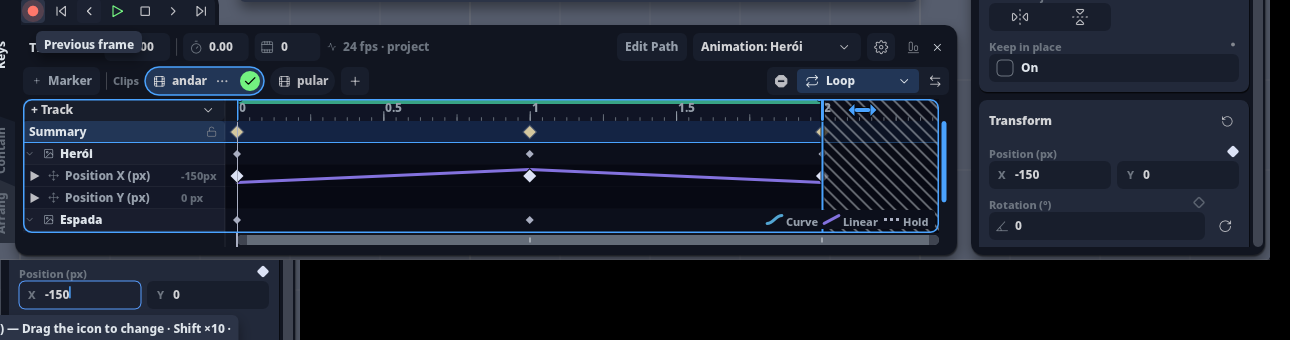 Keys
Contain
Arrang
Previous frame
00
0.00
0
24 fps · project
Edit Path
Animation: Herói
Marker
Clips
andar
pular
Loop
+ Track
0
0.5
1
1.5
2
Summary
Herói
Position X (px)
-150px
Position Y (px)
0 px
Espada
Curve
Linear
Hold
Keep in place
On
Transform
Position (px)
X -150
Y 0
Rotation (°)
0
Position (px)
X -150
Y 0
) — Drag the icon to change · Shift ×10 ·